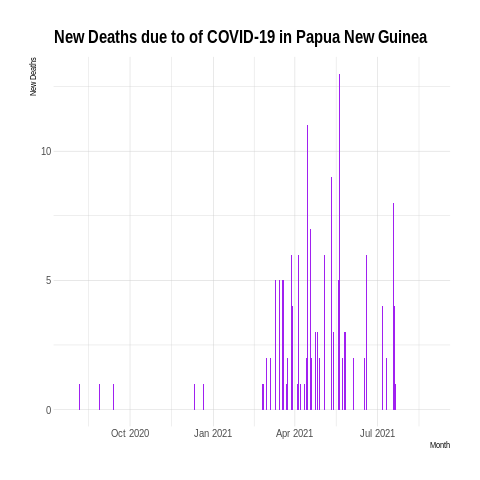 New Deaths due to of COVID-19 in Papua New Guinea
New Deaths
10
5
0
Oct 2020 Jan 2021 Apr 2021 Jul 2021
Month